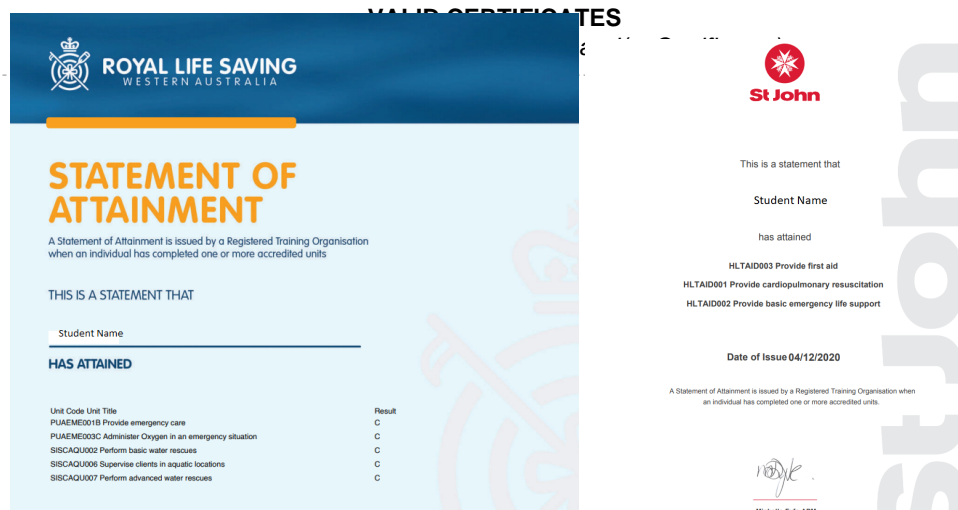 VALID CERTIFICATES
ROYAL LIFE SAVING
WESTERN AUSTRALIA
STATEMENT OF
ATTAINMENT
A Statement of Attainment is issued by a Registered Training Organisation
when an individual has completed one or more accredited units
THIS IS A STATEMENT THAT
Student Name
HAS ATTAINED
Unit Code Unit Title Result
PUAEME001B Provide emergency care C
PUAEME003C Administer Oxygen in an emergency situation C
SISCAQU002 Perform basic water rescues C
SISCAQU006 Supervise clients in aquatic locations C
SISCAQU007 Perform advanced water rescues C
St John
This is a statement that
Student Name
has attained
HLTAID003 Provide first aid
HLTAID001 Provide cardiopulmonary resuscitation
HLTAID002 Provide basic emergency life support
Date of Issue 04/12/2020
A Statement of Attainment is issued by a Registered Training Organisation when
an individual has completed one or more accredited units.
St John